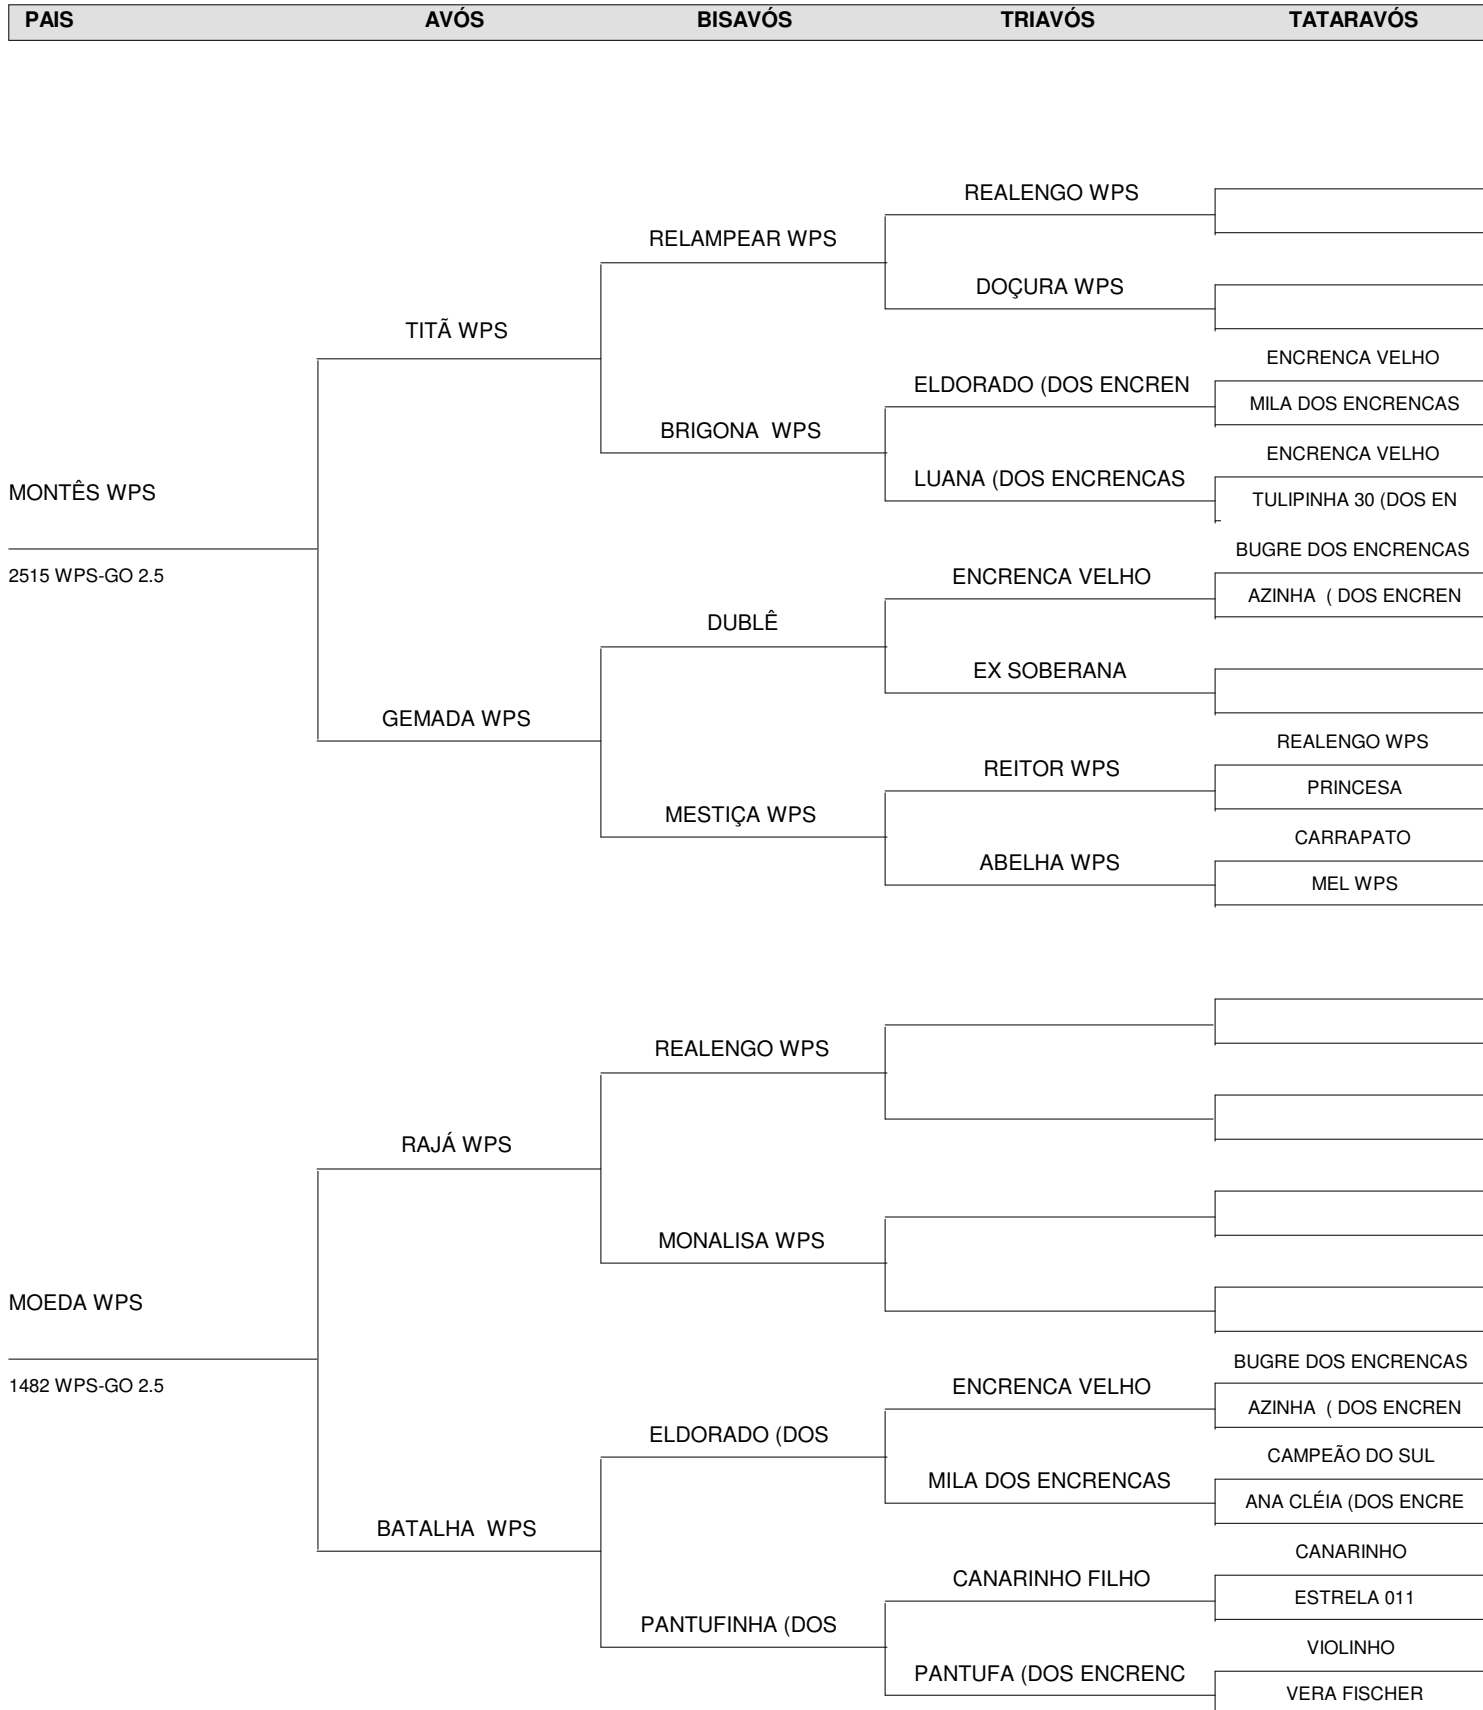 PAIS AVÓS BISAVÓS TRIAVÓS TATARAVÓS
REALENGO WPS
RELAMPEAR WPS
DOÇURA WPS
TITÃ WPS
ENCRENCA VELHO
ELDORADO (DOS ENCREN
MILA DOS ENCRENCAS
BRIGONA  WPS
ENCRENCA VELHO
LUANA (DOS ENCRENCAS
TULIPINHA 30 (DOS EN
MONTÊS WPS
2515 WPS-GO 2.5
BUGRE DOS ENCRENCAS
ENCRENCA VELHO
AZINHA  ( DOS ENCREN
DUBLÊ
EX SOBERANA
GEMADA WPS
REALENGO WPS
REITOR WPS
PRINCESA
MESTIÇA WPS
CARRAPATO
ABELHA WPS
MEL WPS
REALENGO WPS
RAJÁ WPS
MONALISA WPS
MOEDA WPS
1482 WPS-GO 2.5
BUGRE DOS ENCRENCAS
ENCRENCA VELHO
AZINHA  ( DOS ENCREN
ELDORADO (DOS
CAMPEÃO DO SUL
MILA DOS ENCRENCAS
ANA CLÉIA (DOS ENCRE
BATALHA  WPS
CANARINHO
CANARINHO FILHO
ESTRELA 011
PANTUFINHA (DOS
VIOLINHO
PANTUFA (DOS ENCRENC
VERA FISCHER